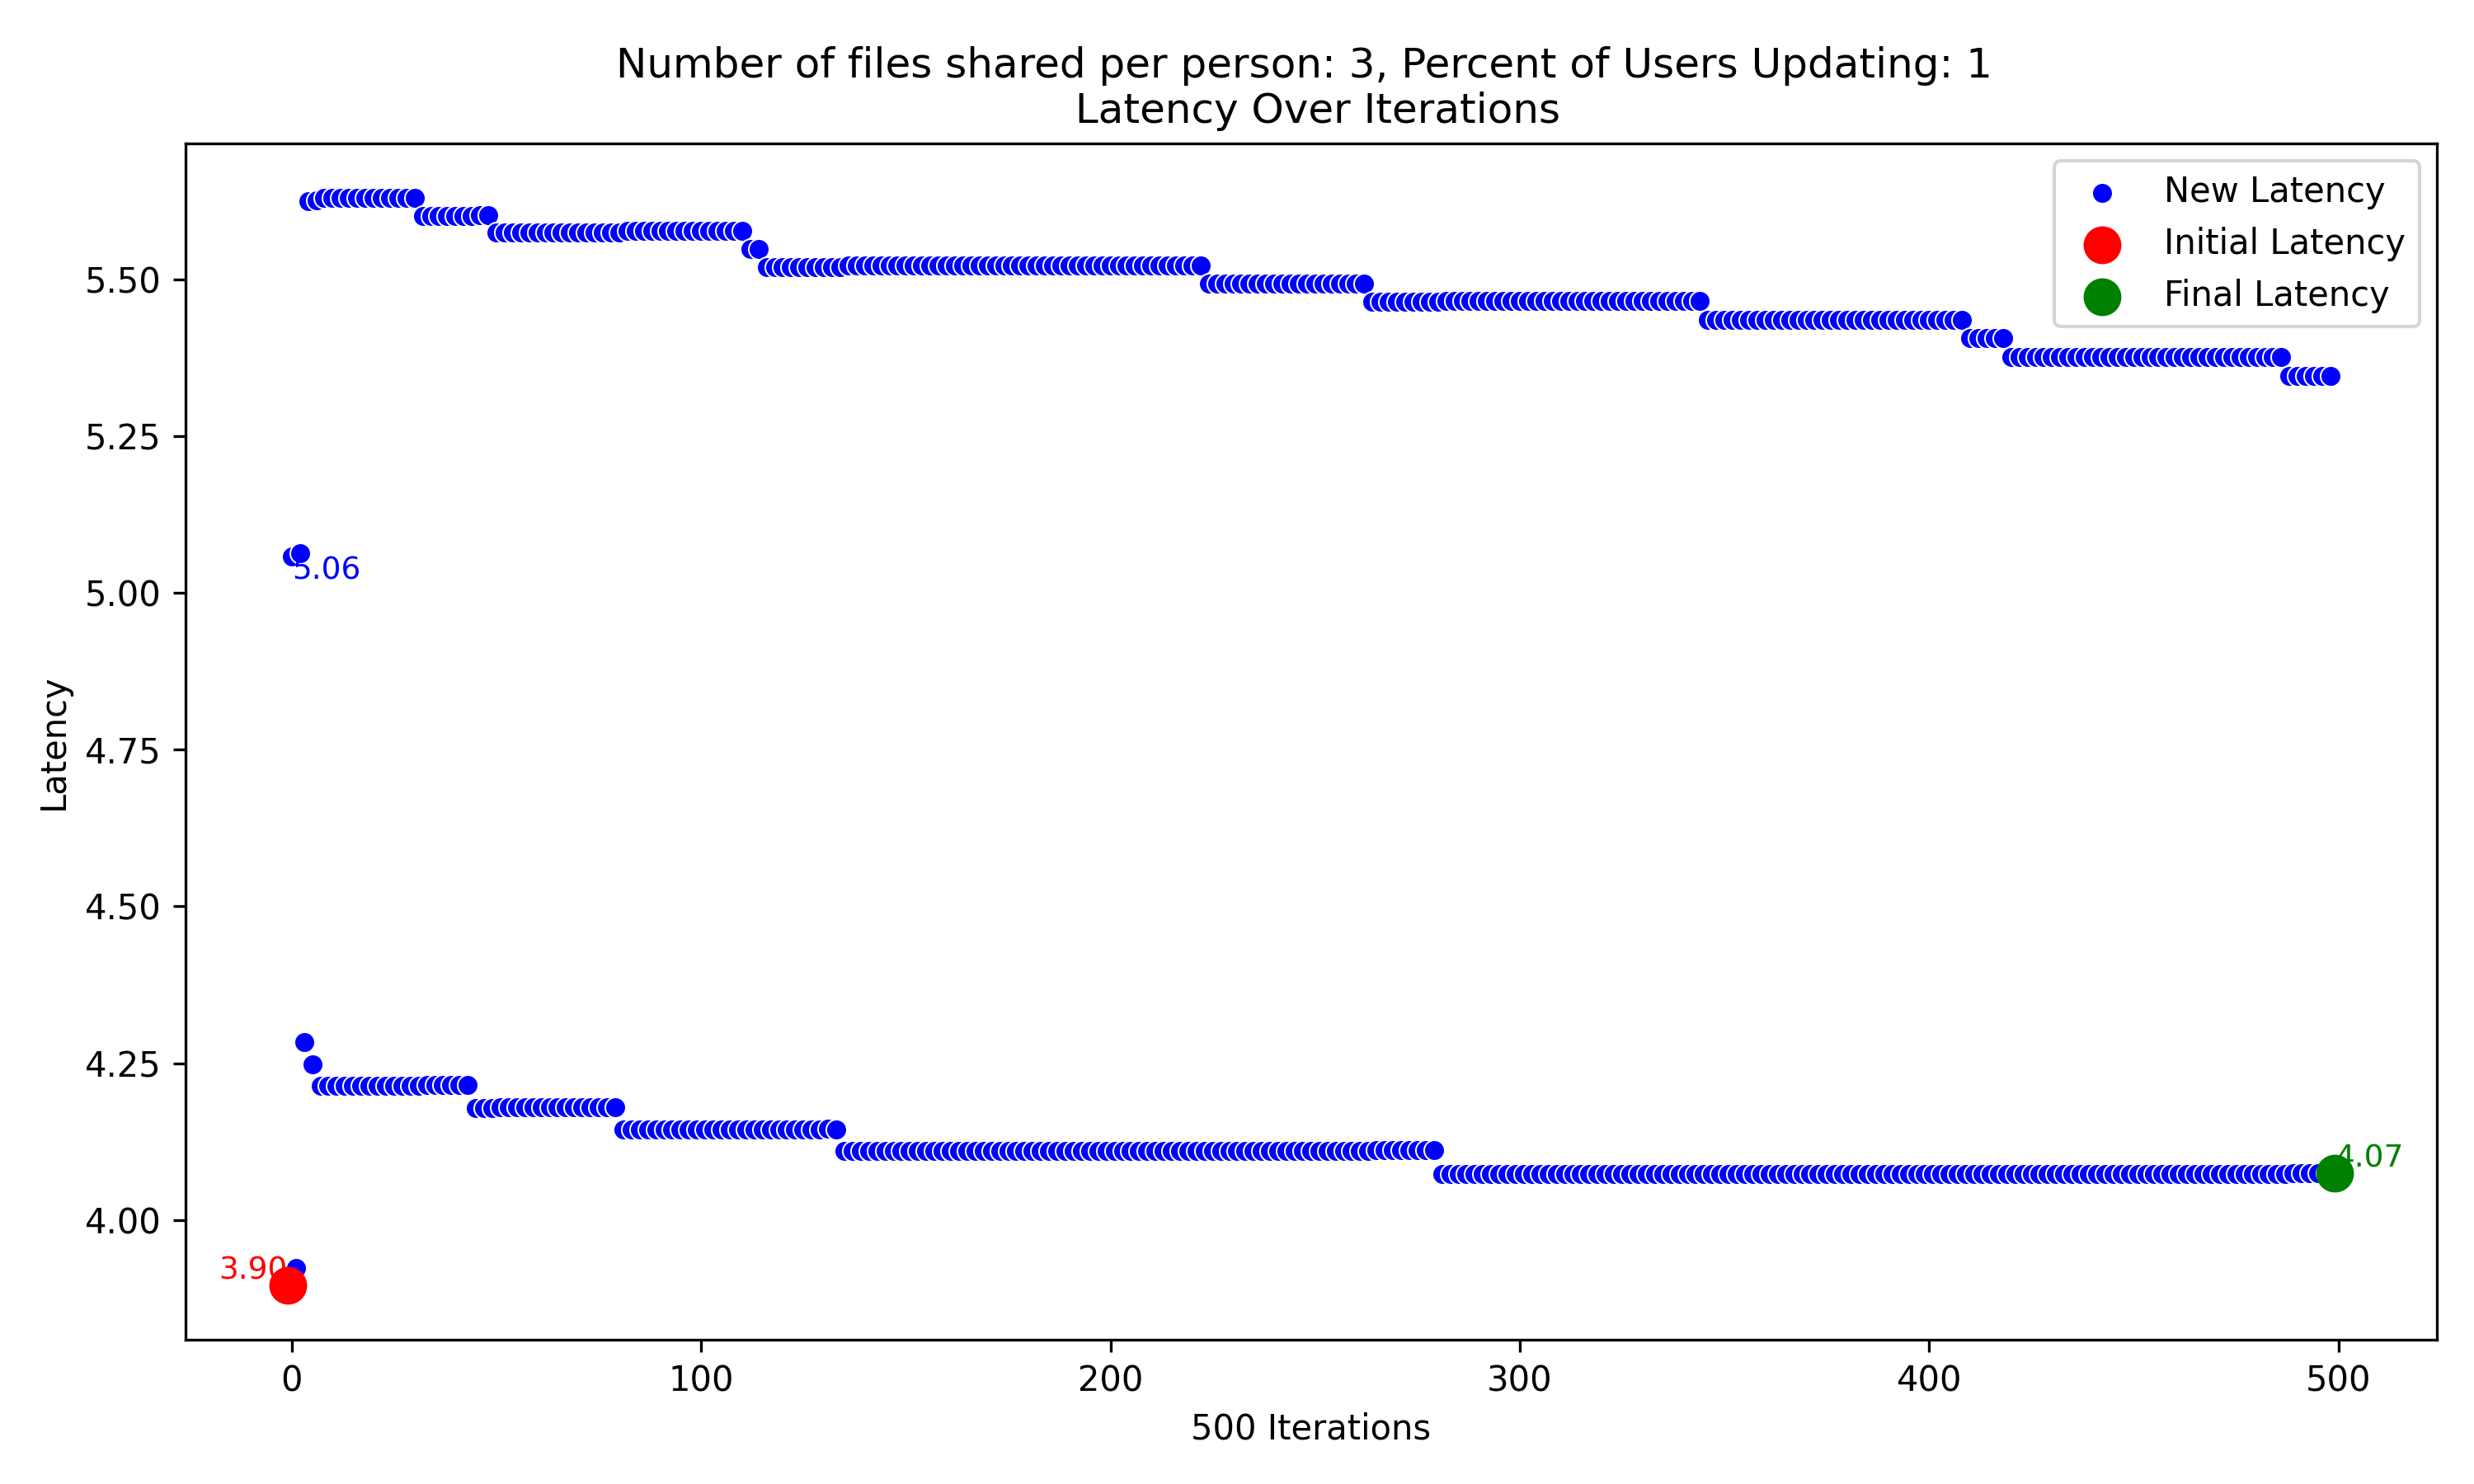 Number of files shared per person: 3, Percent of Users Updating: 1
Latency Over Iterations
New Latency
Initial Latency
Final Latency
5.50
5.25
5.00
4.75
4.50
4.25
4.00
Latency
5.06
4.07
3.90
0
100
200
300
400
500
500 Iterations